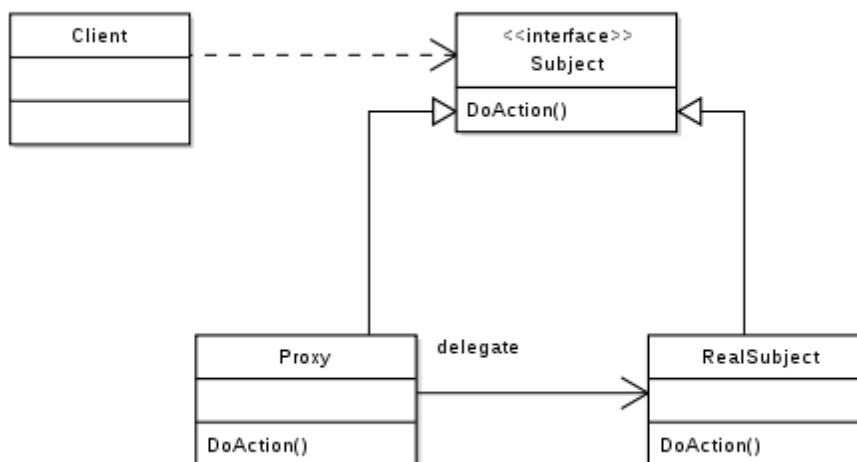 Client
<<interface>>
Subject
DoAction()
Proxy
delegate
RealSubject
DoAction()
DoAction()